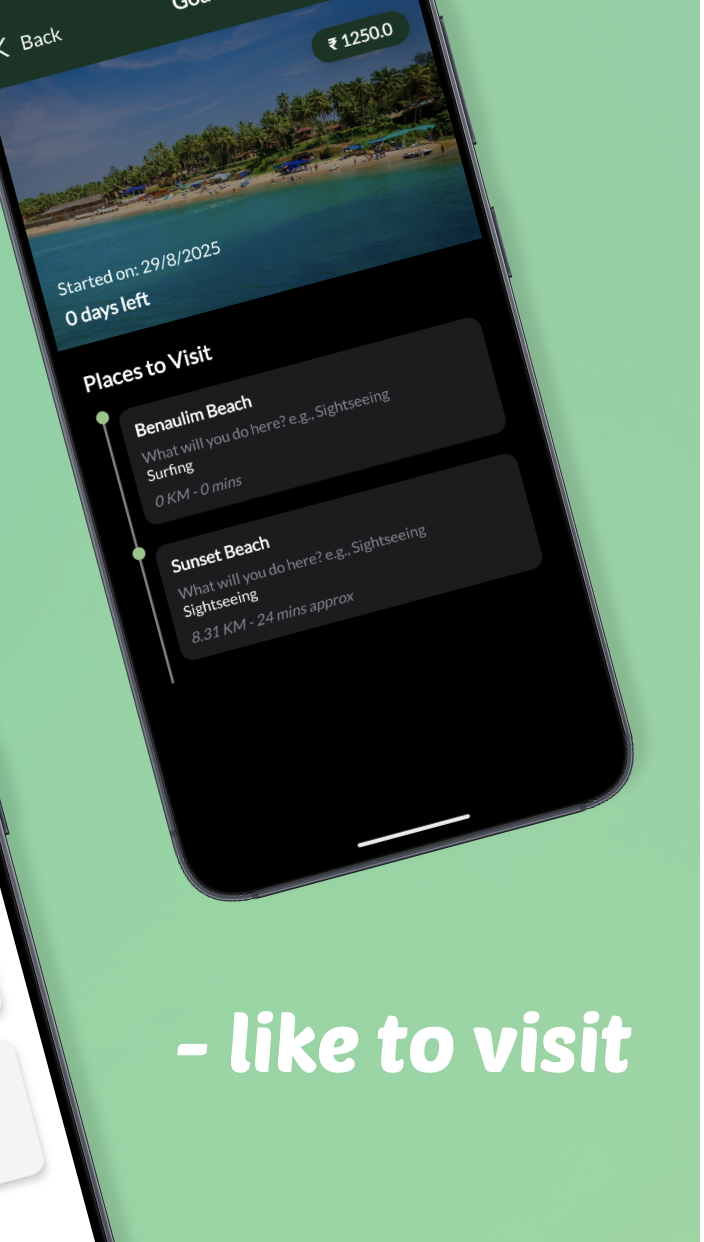 Back
₹ 1250.0
Started on: 29/8/2025
0 days left
Places to Visit
Benaulim Beach
What will you do here? e.g., Sightseeing
Surfing
0 KM - 0 mins
Sunset Beach
What will you do here? e.g., Sightseeing
Sightseeing
8.31 KM - 24 mins approx
- like to visit